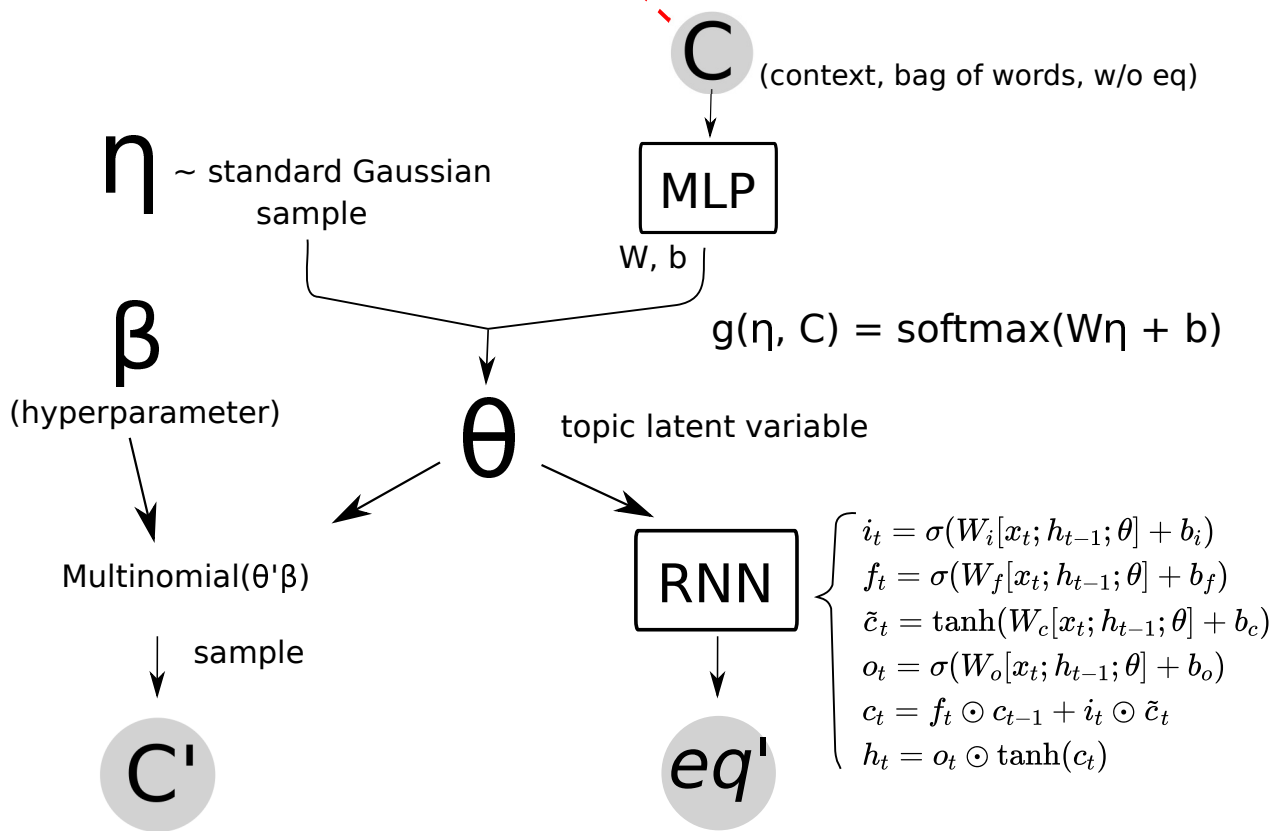 C
(context, bag of words, w/o eq)
η ~ standard Gaussian
sample
MLP
W, b
β
(hyperparameter)
g(η, C) = softmax(Wη + b)
θ
topic latent variable
Multinomial(θ'β)
sample
C'
RNN
eq'
i_t = σ(W_i[x_t; h_{t−1}; θ] + b_i)
f_t = σ(W_f[x_t; h_{t−1}; θ] + b_f)
c̃_t = tanh(W_c[x_t; h_{t−1}; θ] + b_c)
o_t = σ(W_o[x_t; h_{t−1}; θ] + b_o)
c_t = f_t ⊙ c_{t−1} + i_t ⊙ c̃_t
h_t = o_t ⊙ tanh(c_t)